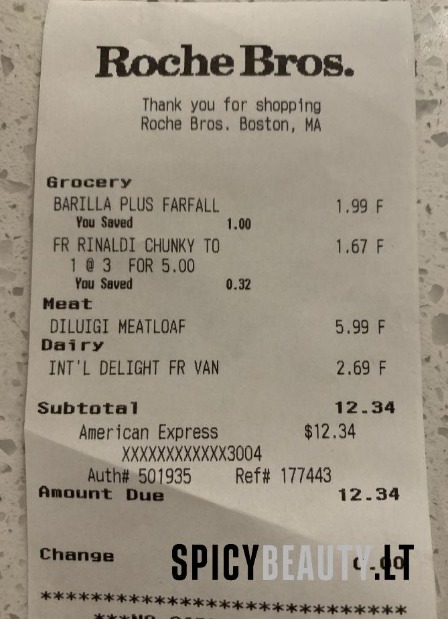 Roche Bros.
Thank you for shopping
Roche Bros. Boston, MA
Grocery
BARILLA PLUS FARFALL 1.99 F
You Saved 1.00
FR RINALDI CHUNKY TO 1.67 F
1 @ 3 FOR 5.00
You Saved 0.32
Meat
DILUIGI MEATLOAF 5.99 F
Dairy
INT'L DELIGHT FR VAN 2.69 F
Subtotal 12.34
American Express $12.34
XXXXXXXXXXXX3004
Auth# 501935 Ref# 177443
Amount Due 12.34
Change 0.00
SPICYBEAUTY.LT
********************************